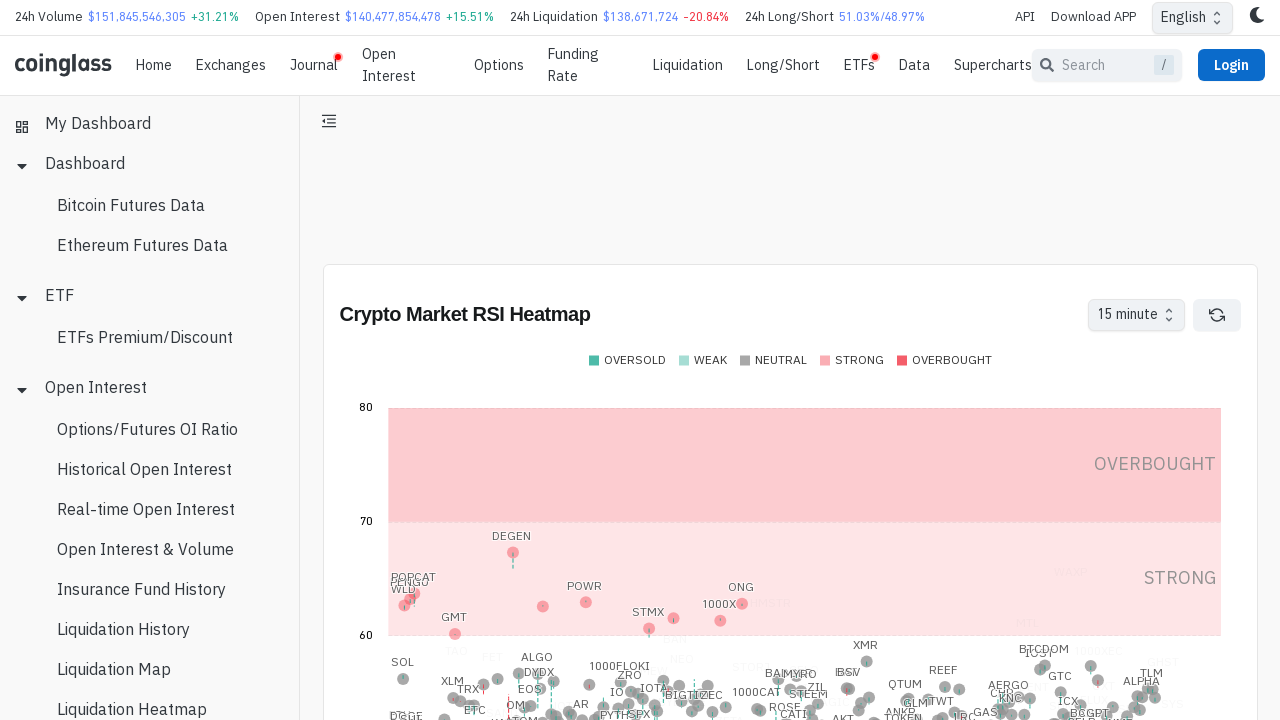 24h Volume $151,845,546,305 +31.21% Open Interest $140,477,854,478 +15.51% 24h Liquidation $138,671,724 -20.84% 24h Long/Short 51.03%/48.97% API Download APP English
coinglass Home Exchanges Journal Open Interest Options Funding Rate Liquidation Long/Short ETFs Data Supercharts Search / Login
My Dashboard
Dashboard
Bitcoin Futures Data
Ethereum Futures Data
ETF
ETFs Premium/Discount
Open Interest
Options/Futures OI Ratio
Historical Open Interest
Real-time Open Interest
Open Interest & Volume
Insurance Fund History
Liquidation History
Liquidation Map
Liquidation Heatmap
Crypto Market RSI Heatmap
15 minute
OVERSOLD WEAK NEUTRAL STRONG OVERBOUGHT
80
OVERBOUGHT
70
DEGEN
STRONG
POPCAT
WLD
POWR
ONG
1000X
STMX
GMT
60
XMR
BTCDOM
SOL
ALGO
1000FLOKI
DYDX
ZRO
REEF
GTC
TLM
XLM
TRX
EOS
IO
IOTA
BIGTIME
ZEC
1000CAT
STEEM
ZIL
QTUM
AERGO
KNC
ALPHA
ETC
OM
AR
ROSE
GLM
TWT
ICX
PYTH
SPX
CATI
AKT
TOKEN
GAS